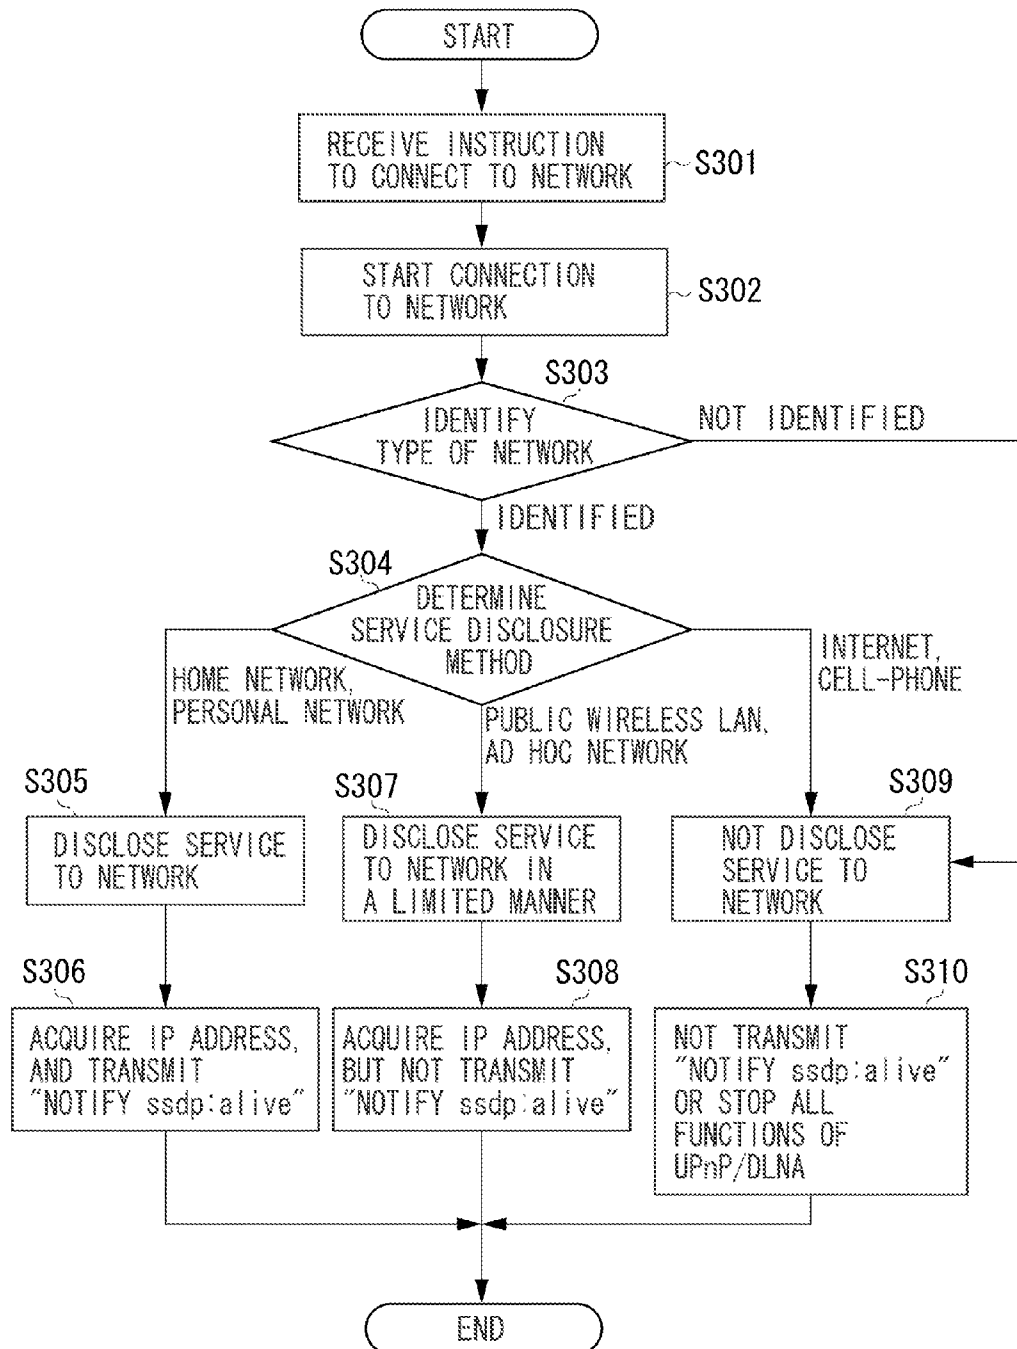 START
RECEIVE INSTRUCTION
TO CONNECT TO NETWORK
S301
START CONNECTION
TO NETWORK
S302
S303
IDENTIFY
TYPE OF NETWORK
NOT IDENTIFIED
IDENTIFIED
S304
DETERMINE
SERVICE DISCLOSURE
METHOD
HOME NETWORK,
PERSONAL NETWORK
PUBLIC WIRELESS LAN,
AD HOC NETWORK
INTERNET,
CELL-PHONE
S305
DISCLOSE SERVICE
TO NETWORK
S307
DISCLOSE SERVICE
TO NETWORK IN
A LIMITED MANNER
S309
NOT DISCLOSE
SERVICE TO
NETWORK
S306
ACQUIRE IP ADDRESS,
AND TRANSMIT
"NOTIFY ssdp:alive"
S308
ACQUIRE IP ADDRESS,
BUT NOT TRANSMIT
"NOTIFY ssdp:alive"
S310
NOT TRANSMIT
"NOTIFY ssdp:alive"
OR STOP ALL
FUNCTIONS OF
UPnP/DLNA
END